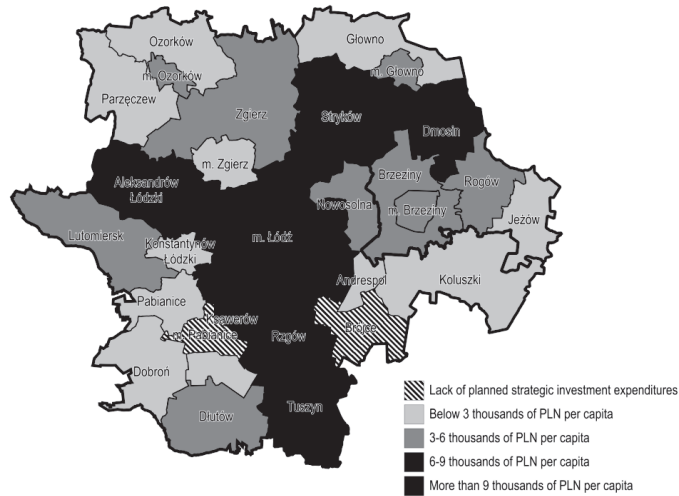 Ozorków
Głowno
m. Ozorków
m. Głowno
Parzęczew
Zgierz
Stryków
Dmosin
m. Zgierz
Brzeziny
Rogów
Aleksandrów
Łódzki
Nowosolna
m. Brzeziny
Jeżów
Lutomiersk
m. Łódź
Konstantynów
Łódzki
Andrespol
Koluszki
Pabianice
Ksawerów
Brójce
m. Pabianice
Rzgów
Dobroń
Tuszyn
Dłutów
Lack of planned strategic investment expenditures
Below 3 thousands of PLN per capita
3-6 thousands of PLN per capita
6-9 thousands of PLN per capita
More than 9 thousands of PLN per capita